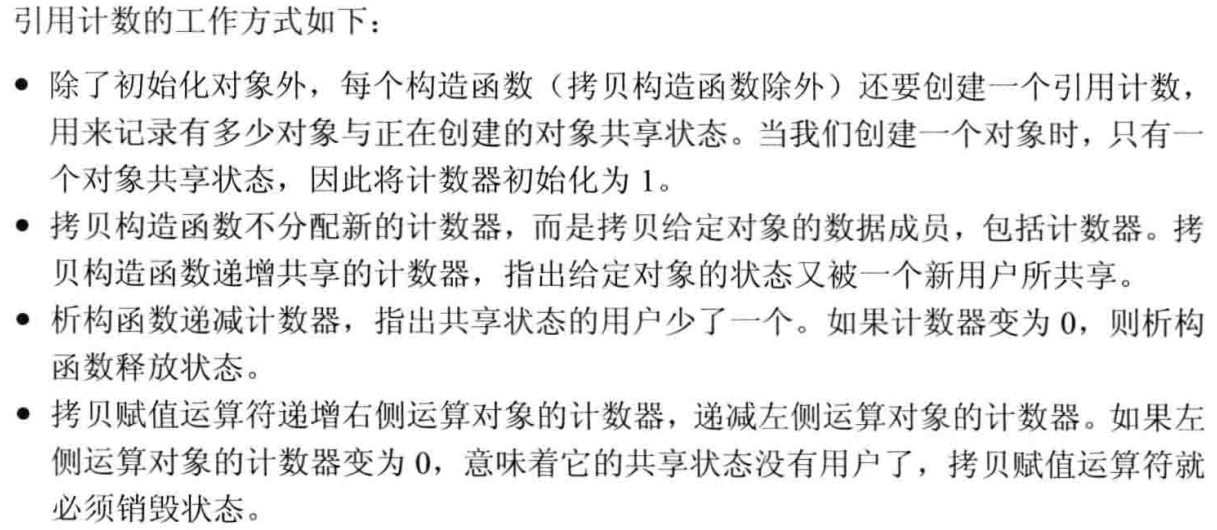 引用计数的工作方式如下：
● 除了初始化对象外，每个构造函数（拷贝构造函数除外）还要创建一个引用计数，
用来记录有多少对象与正在创建的对象共享状态。当我们创建一个对象时，只有一
个对象共享状态，因此将计数器初始化为 1。
● 拷贝构造函数不分配新的计数器，而是拷贝给定对象的数据成员，包括计数器。拷
贝构造函数递增共享的计数器，指出给定对象的状态又被一个新用户所共享。
● 析构函数递减计数器，指出共享状态的用户少了一个。如果计数器变为 0，则析构
函数释放状态。
● 拷贝赋值运算符递增右侧运算对象的计数器，递减左侧运算对象的计数器。如果左
侧运算对象的计数器变为 0，意味着它的共享状态没有用户了，拷贝赋值运算符就
必须销毁状态。